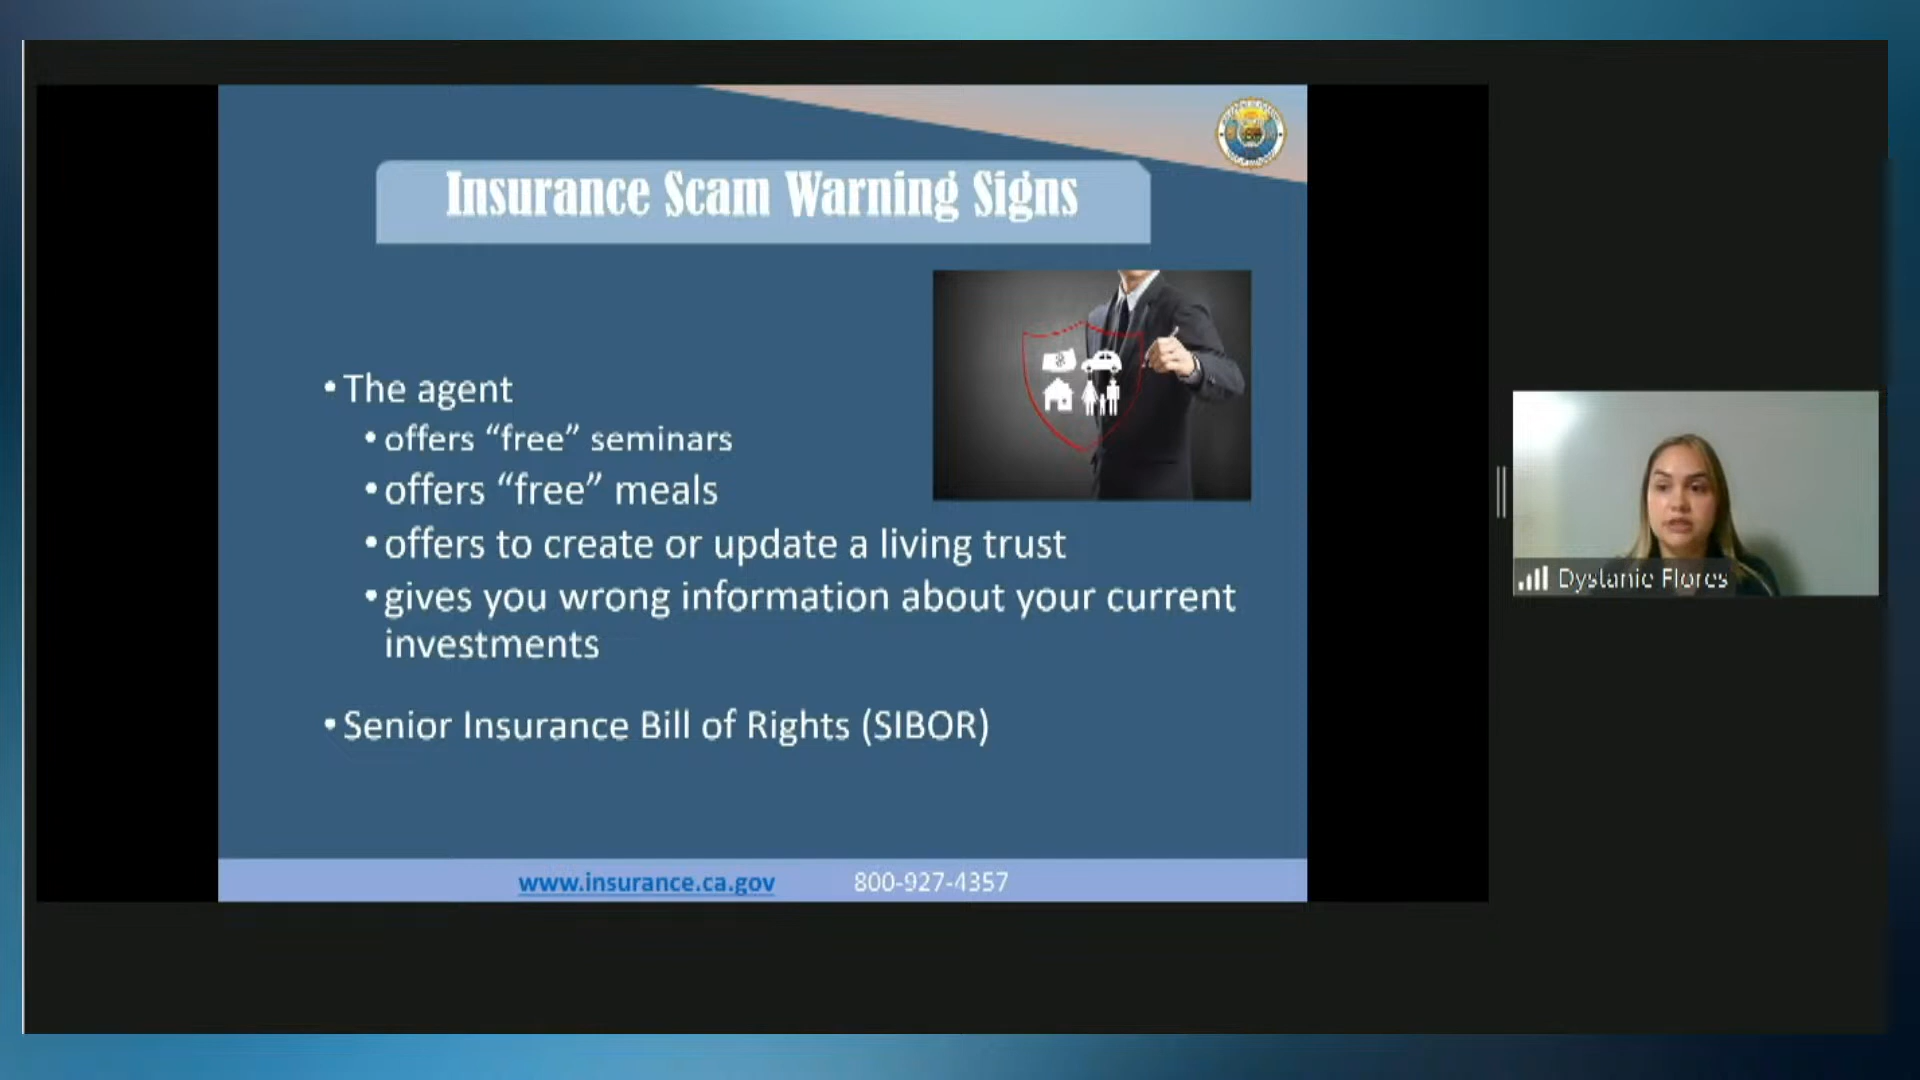 Insurance Scam Warning Signs
• The agent
• offers “free” seminars
• offers “free” meals
• offers to create or update a living trust
• gives you wrong information about your current
investments
• Senior Insurance Bill of Rights (SIBOR)
www.insurance.ca.gov 800-927-4357
Dystanie Flores